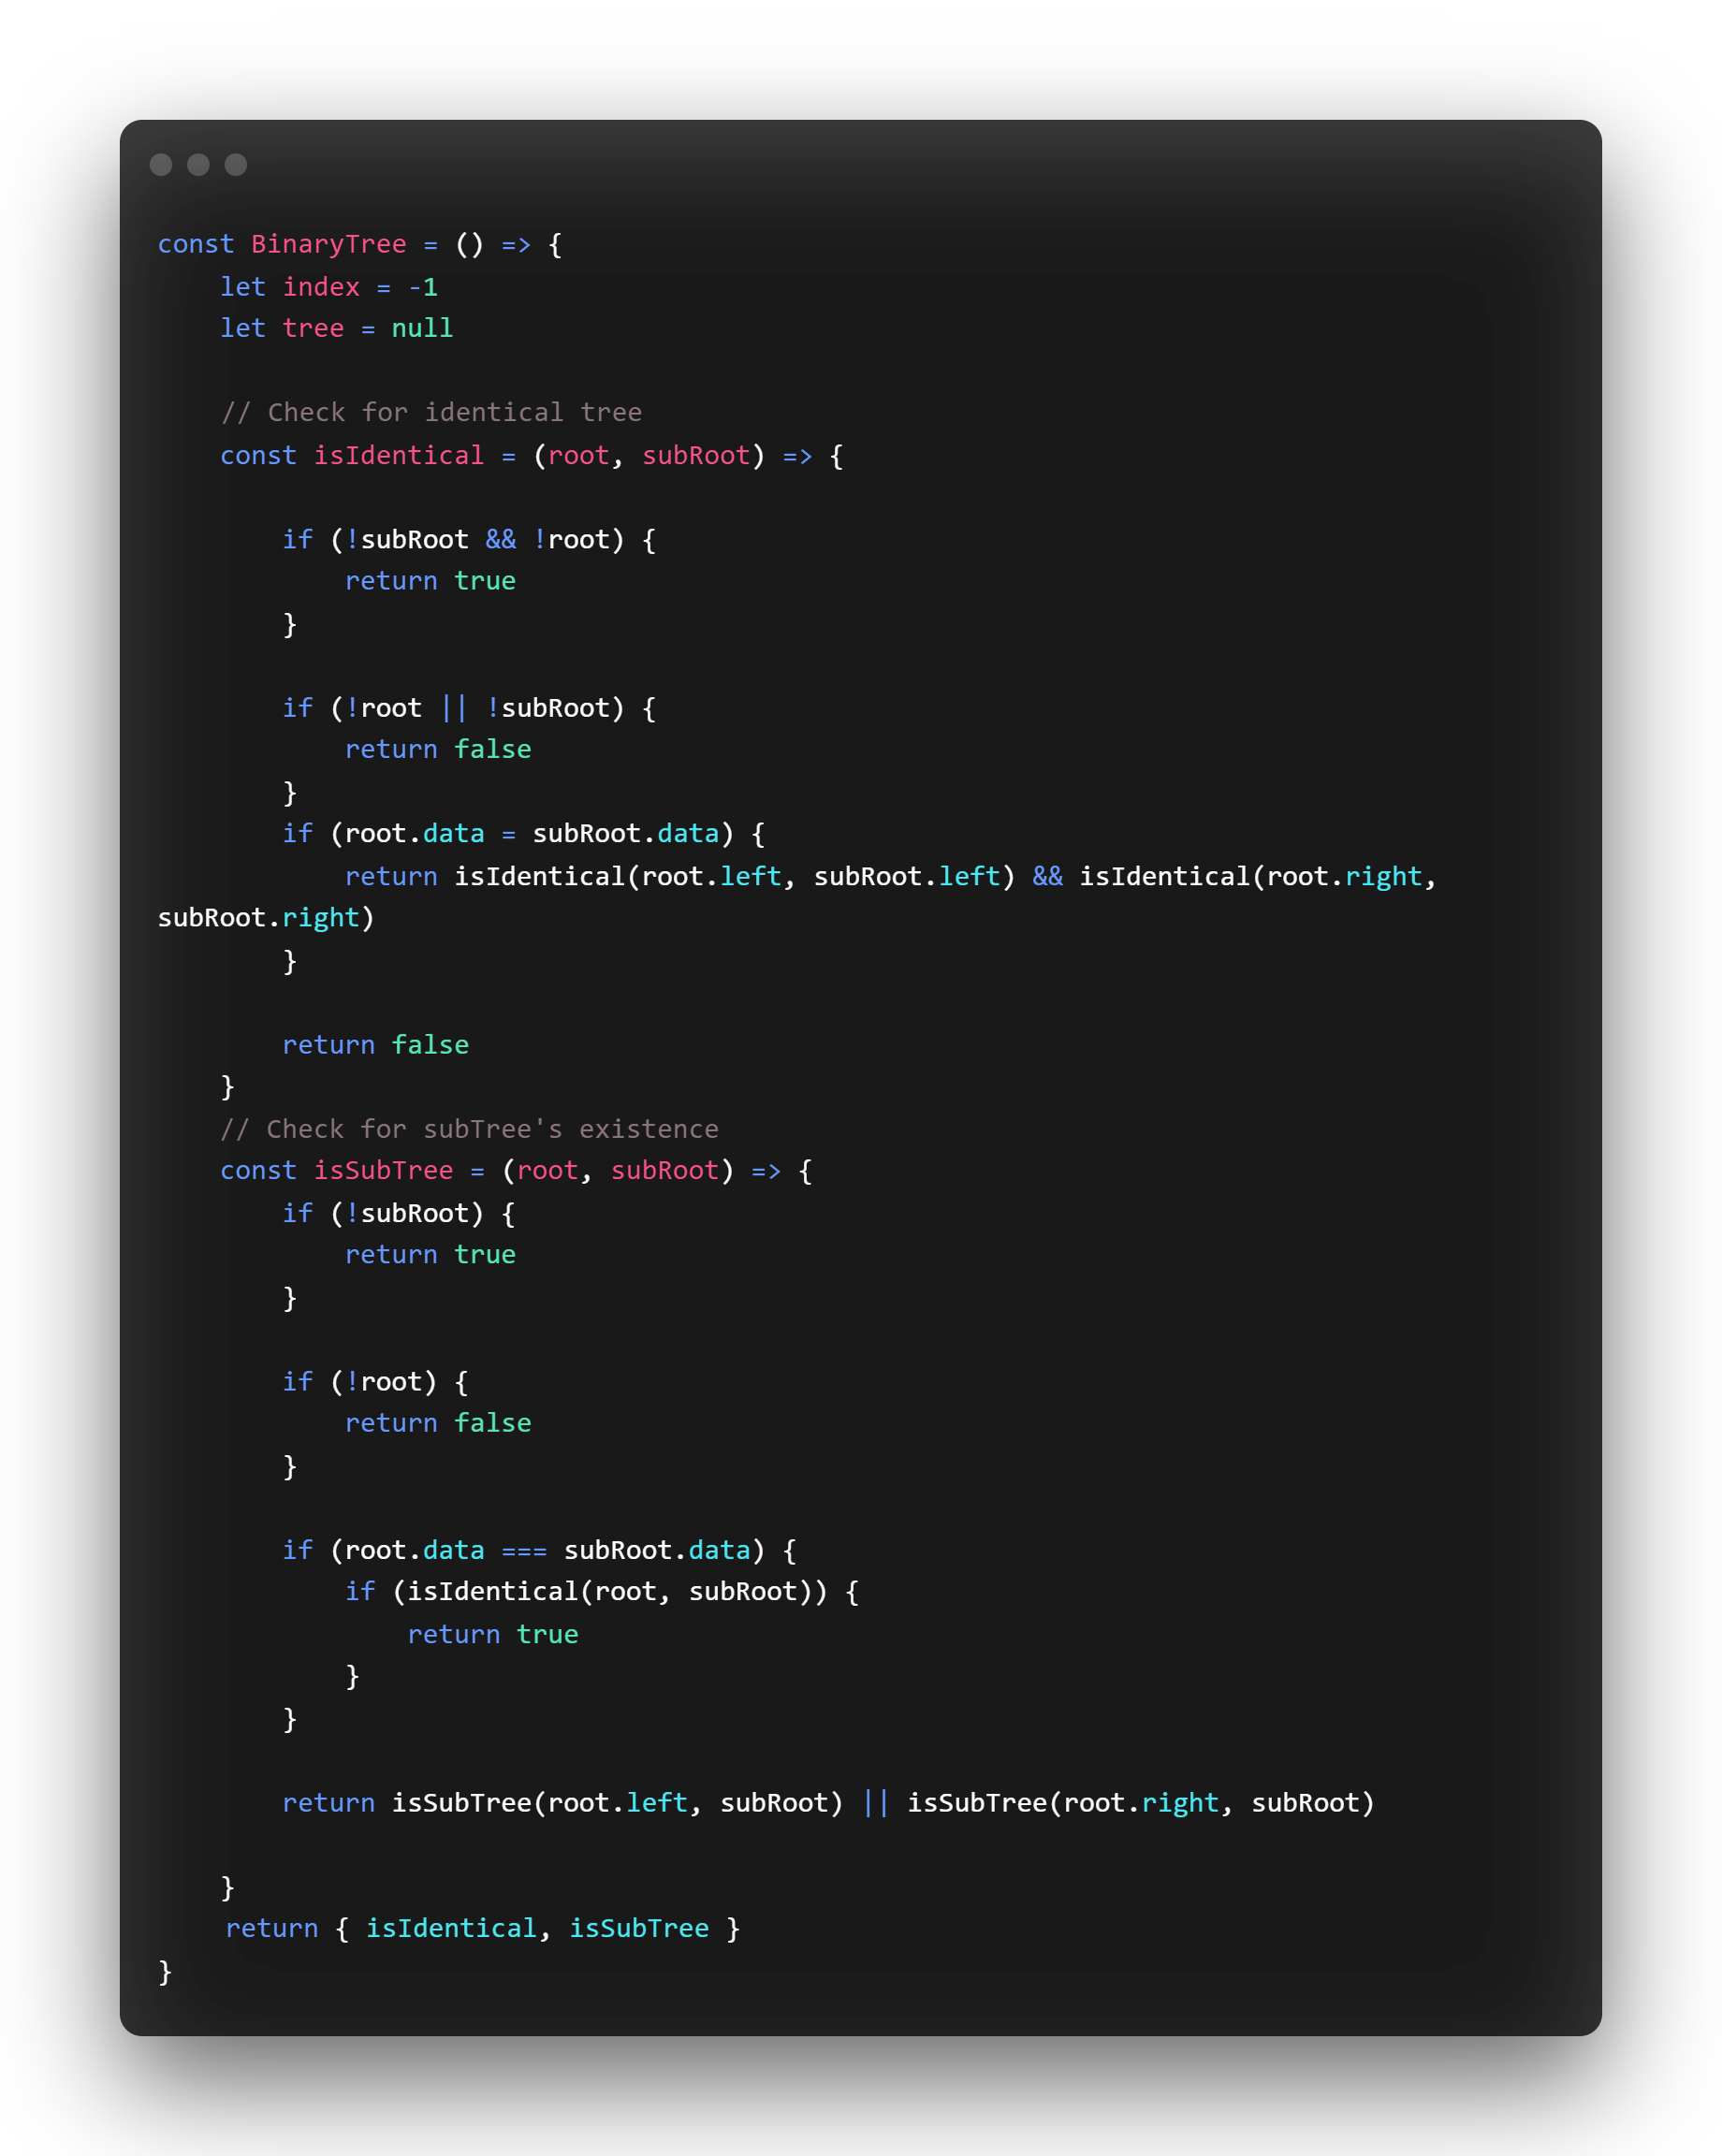 const BinaryTree = () => {
    let index = -1
    let tree = null

    // Check for identical tree
    const isIdentical = (root, subRoot) => {

        if (!subRoot && !root) {
            return true
        }

        if (!root || !subRoot) {
            return false
        }
        if (root.data = subRoot.data) {
            return isIdentical(root.left, subRoot.left) && isIdentical(root.right,
subRoot.right)
        }

        return false
    }
    // Check for subTree's existence
    const isSubTree = (root, subRoot) => {
        if (!subRoot) {
            return true
        }

        if (!root) {
            return false
        }

        if (root.data === subRoot.data) {
            if (isIdentical(root, subRoot)) {
                return true
            }
        }

        return isSubTree(root.left, subRoot) || isSubTree(root.right, subRoot)

    }
    return { isIdentical, isSubTree }
}